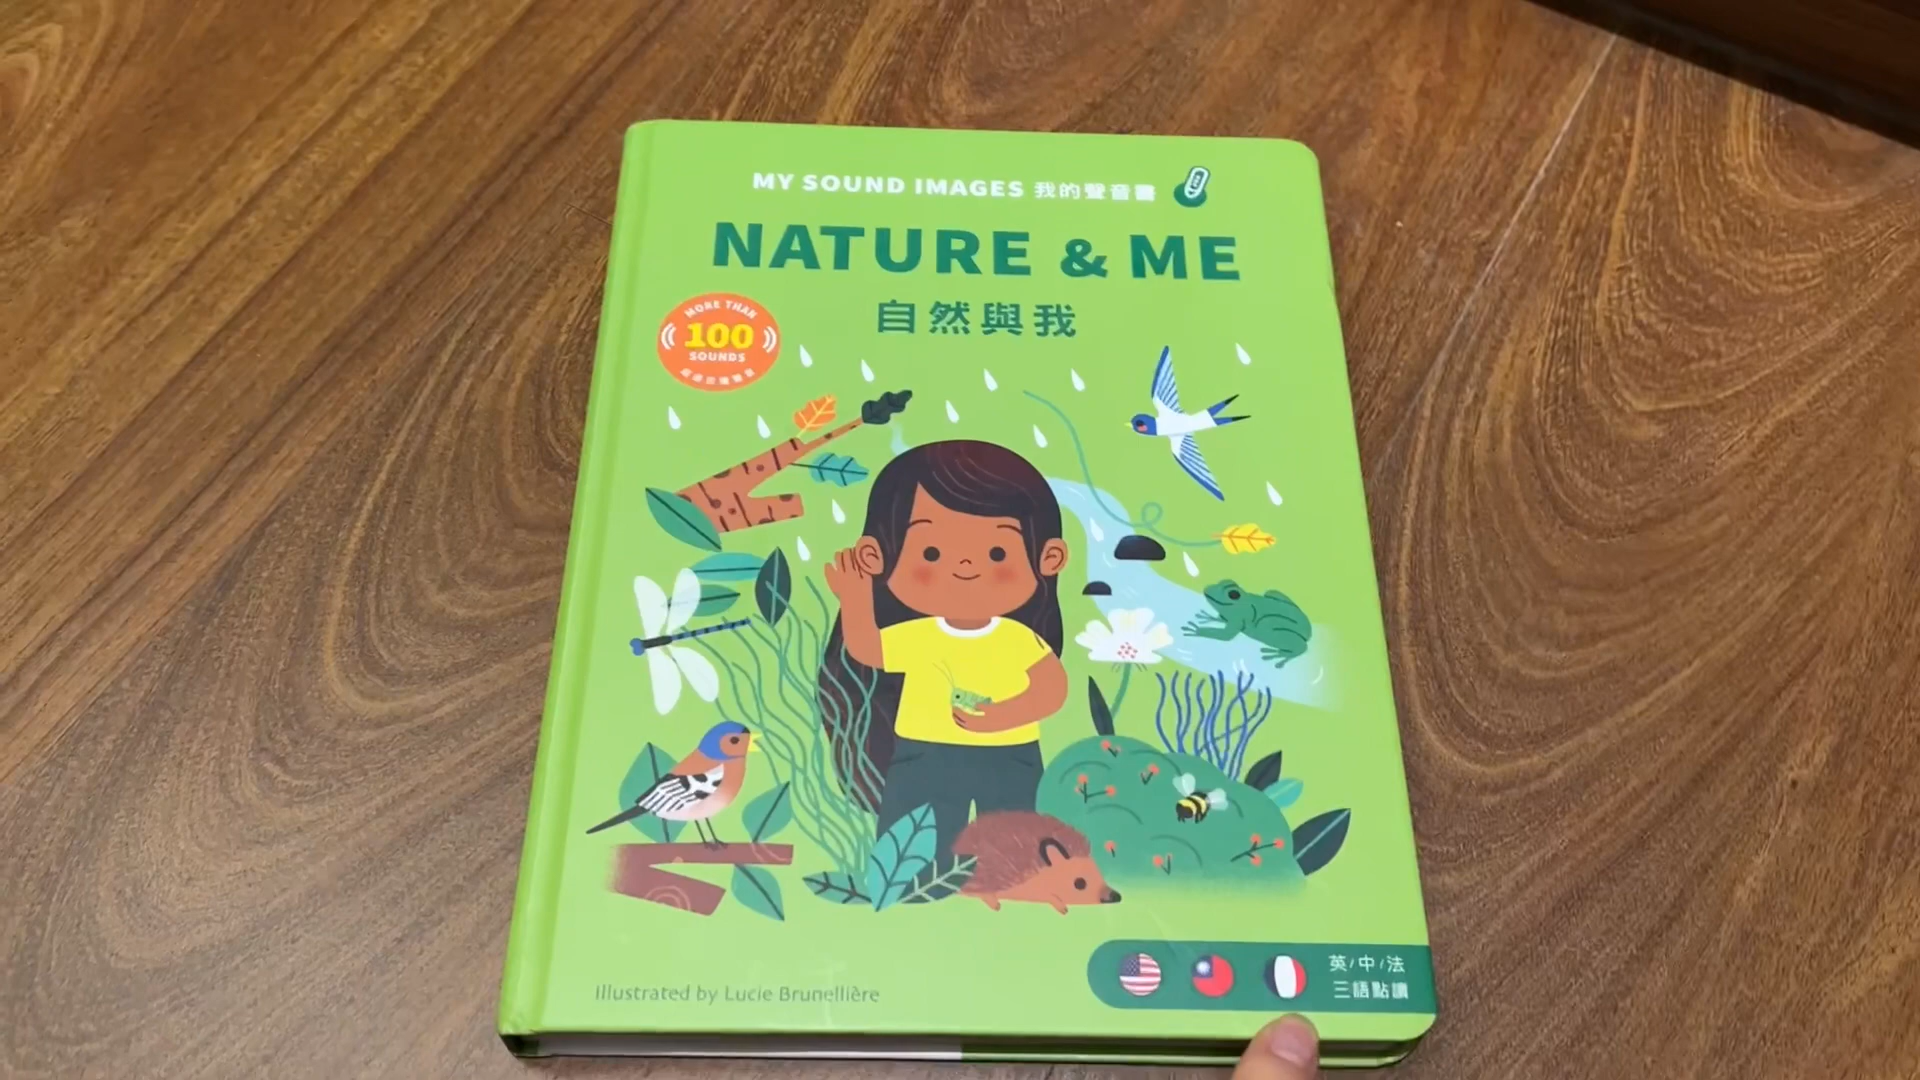 MY SOUND IMAGES 我的聲音書
NATURE & ME
自然與我
MORE THAN
100
SOUNDS
Illustrated by Lucie Brunellière
英/中/法
三語點讀